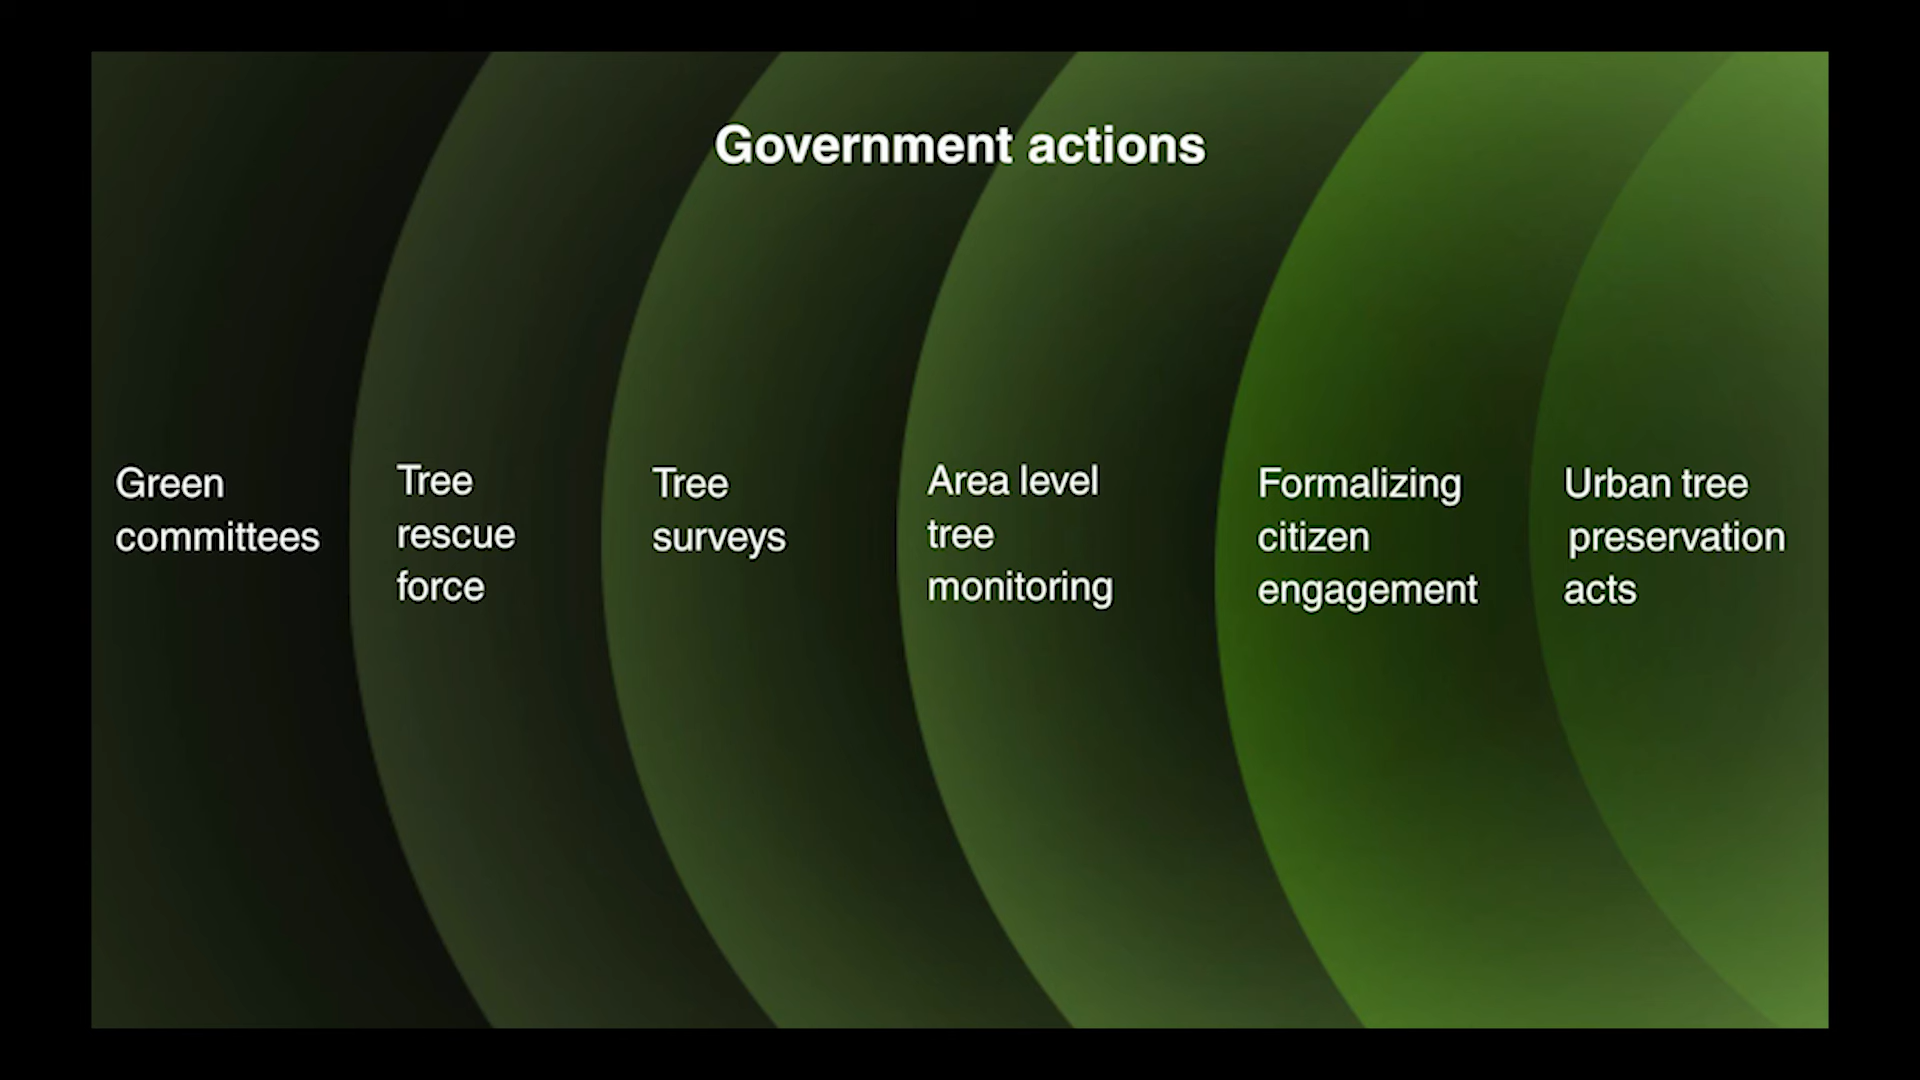 Government actions
Green
committees
Tree
rescue
force
Tree
surveys
Area level
tree
monitoring
Formalizing
citizen
engagement
Urban tree
preservation
acts